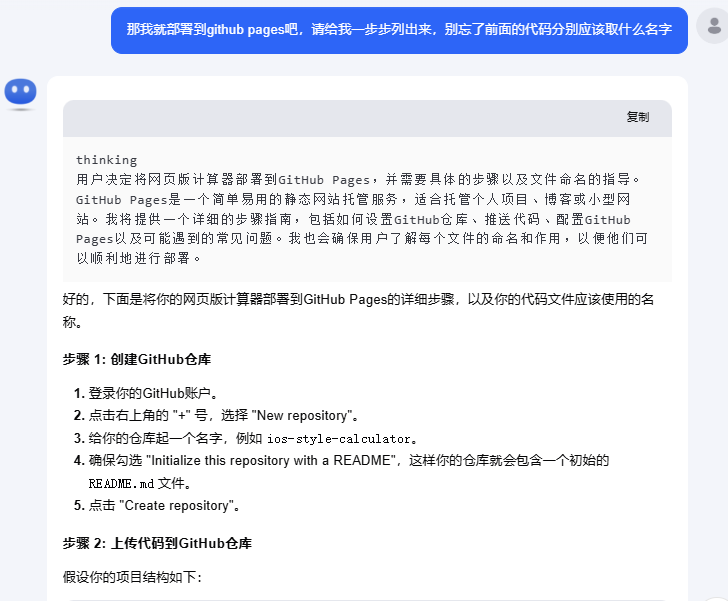 那我就部署到github pages吧，请给我一步步列出来，别忘了前面的代码分别应该取什么名字
复制
thinking
用户决定将网页版计算器部署到GitHub Pages，并需要具体的步骤以及文件命名的指导。
GitHub Pages是一个简单易用的静态网站托管服务，适合托管个人项目、博客或小型网
站。我将提供一个详细的步骤指南，包括如何设置GitHub仓库、推送代码、配置GitHub
Pages以及可能遇到的常见问题。我也会确保用户了解每个文件的命名和作用，以便他们可
以顺利地进行部署。
好的，下面是将你的网页版计算器部署到GitHub Pages的详细步骤，以及你的代码文件应该使用的名
称。
步骤 1: 创建GitHub仓库
1. 登录你的GitHub账户。
2. 点击右上角的 "+" 号，选择 "New repository"。
3. 给你的仓库起一个名字，例如 ios-style-calculator。
4. 确保勾选 "Initialize this repository with a README"，这样你的仓库就会包含一个初始的
README.md 文件。
5. 点击 "Create repository"。
步骤 2: 上传代码到GitHub仓库
假设你的项目结构如下：